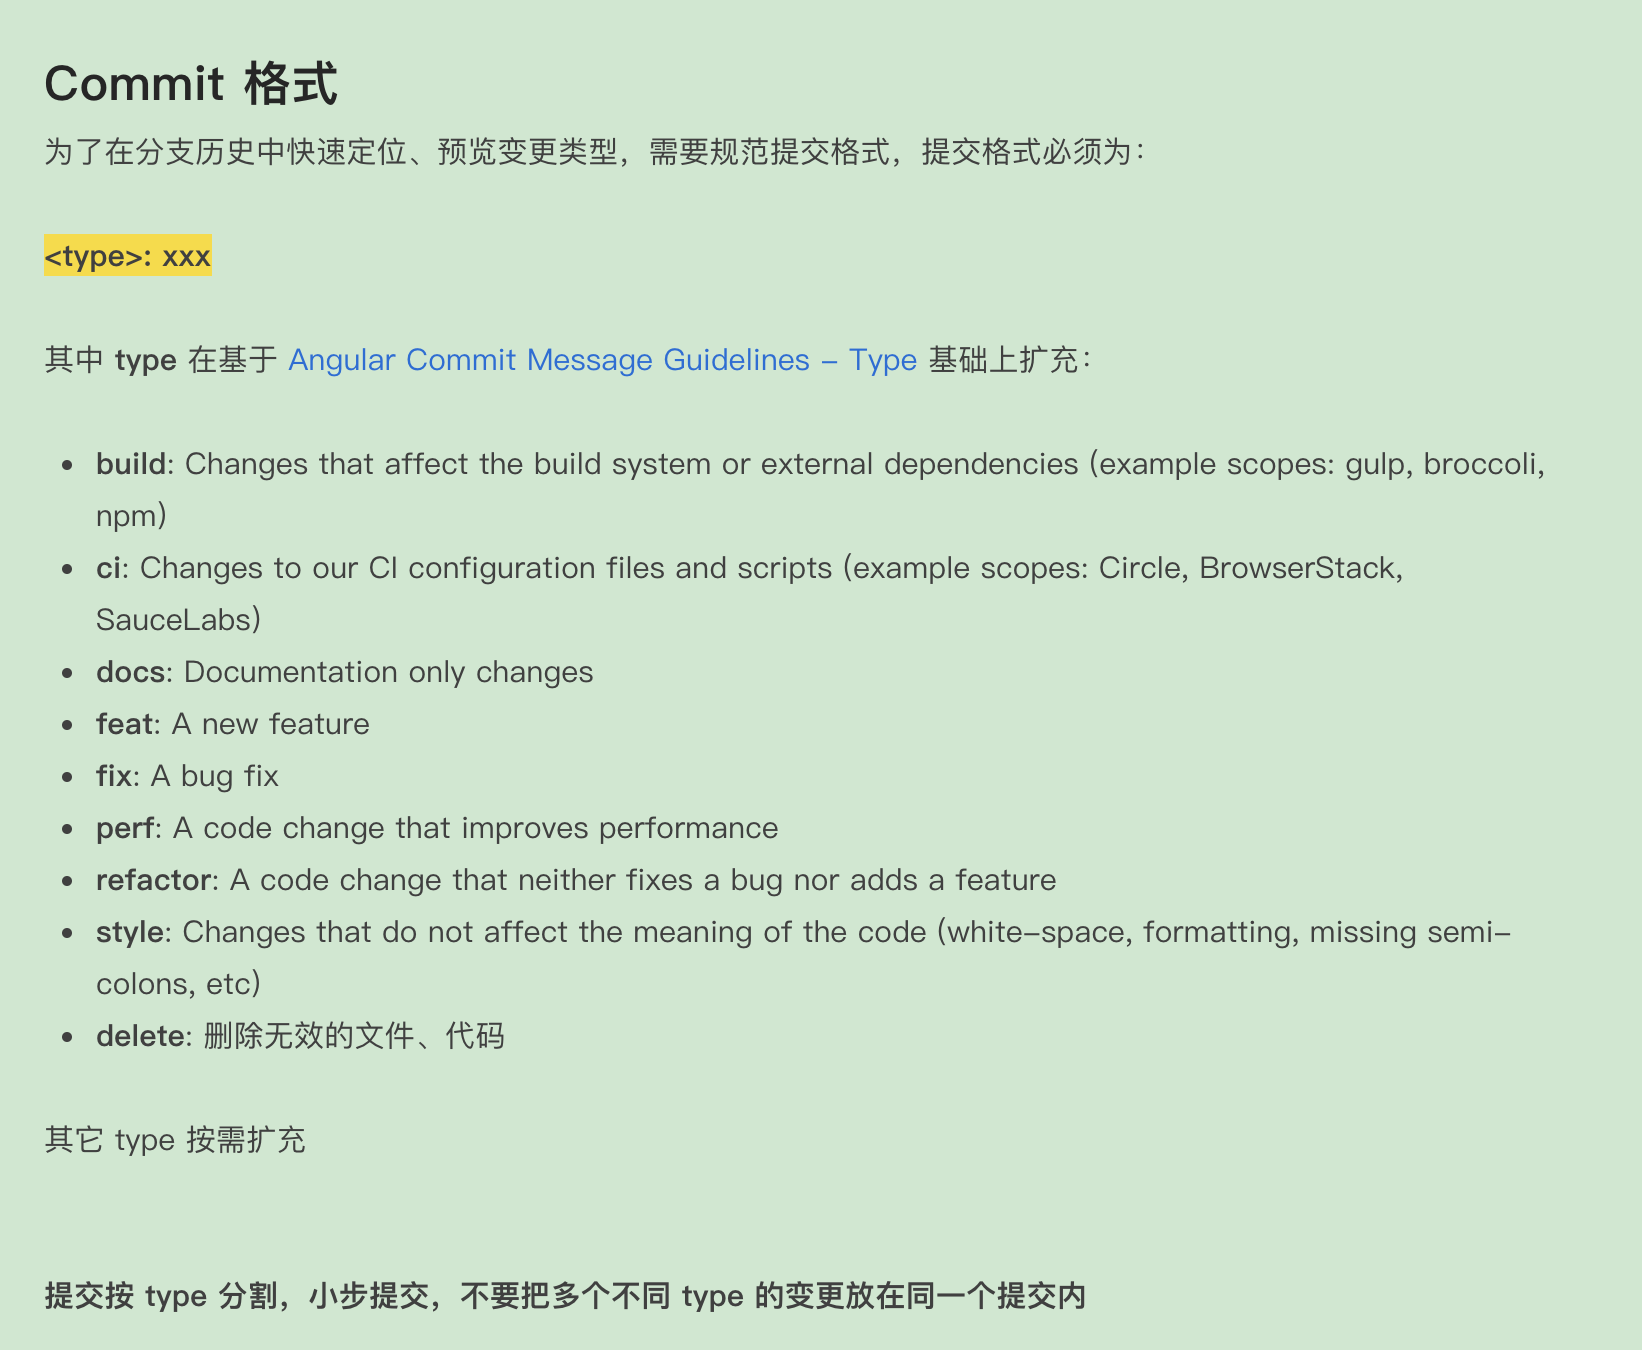 Commit 格式
为了在分支历史中快速定位、预览变更类型，需要规范提交格式，提交格式必须为：
<type>: xxx
其中 type 在基于 Angular Commit Message Guidelines - Type 基础上扩充：
• build: Changes that affect the build system or external dependencies (example scopes: gulp, broccoli,
npm)
• ci: Changes to our CI configuration files and scripts (example scopes: Circle, BrowserStack,
SauceLabs)
• docs: Documentation only changes
• feat: A new feature
• fix: A bug fix
• perf: A code change that improves performance
• refactor: A code change that neither fixes a bug nor adds a feature
• style: Changes that do not affect the meaning of the code (white-space, formatting, missing semi-
colons, etc)
• delete: 删除无效的文件、代码
其它 type 按需扩充
提交按 type 分割，小步提交，不要把多个不同 type 的变更放在同一个提交内